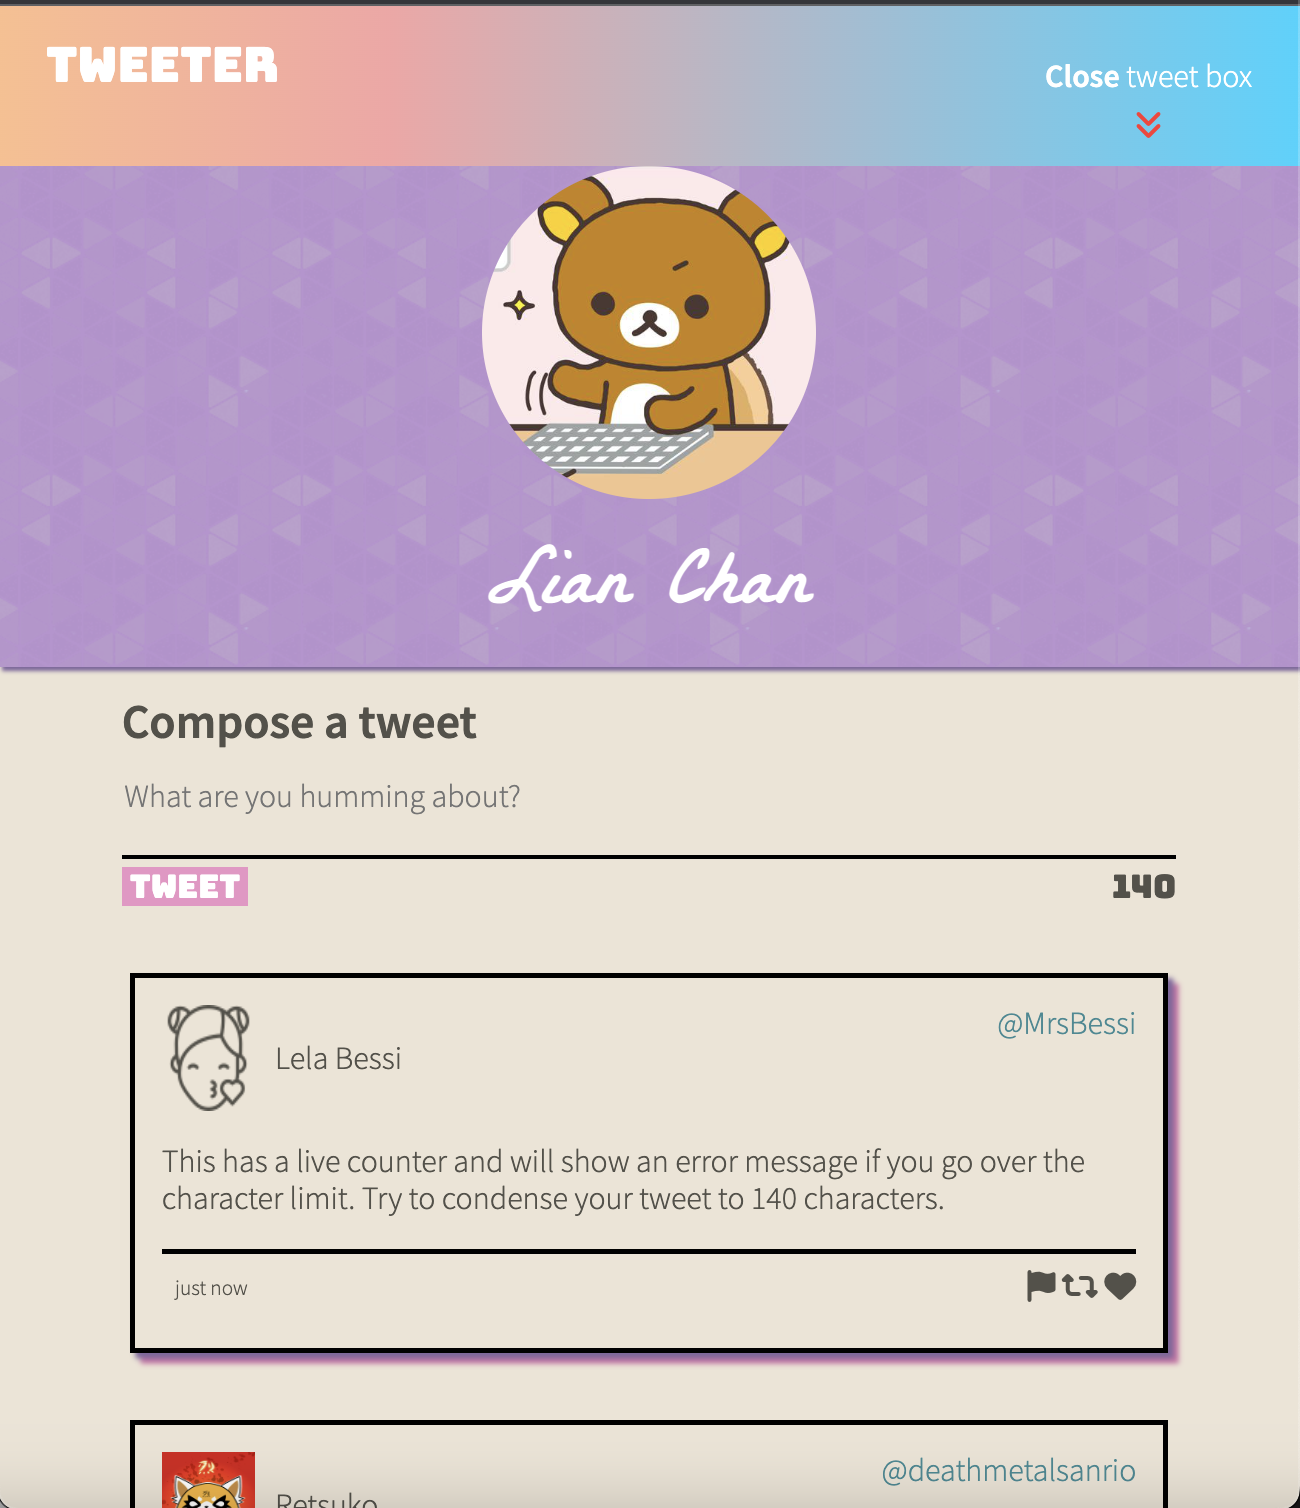 TWEETER
Close tweet box
Lian Chan
Compose a tweet
What are you humming about?
TWEET
140
@MrsBessi
Lela Bessi
This has a live counter and will show an error message if you go over the
character limit. Try to condense your tweet to 140 characters.
just now
@deathmetalsanrio
Retsuko